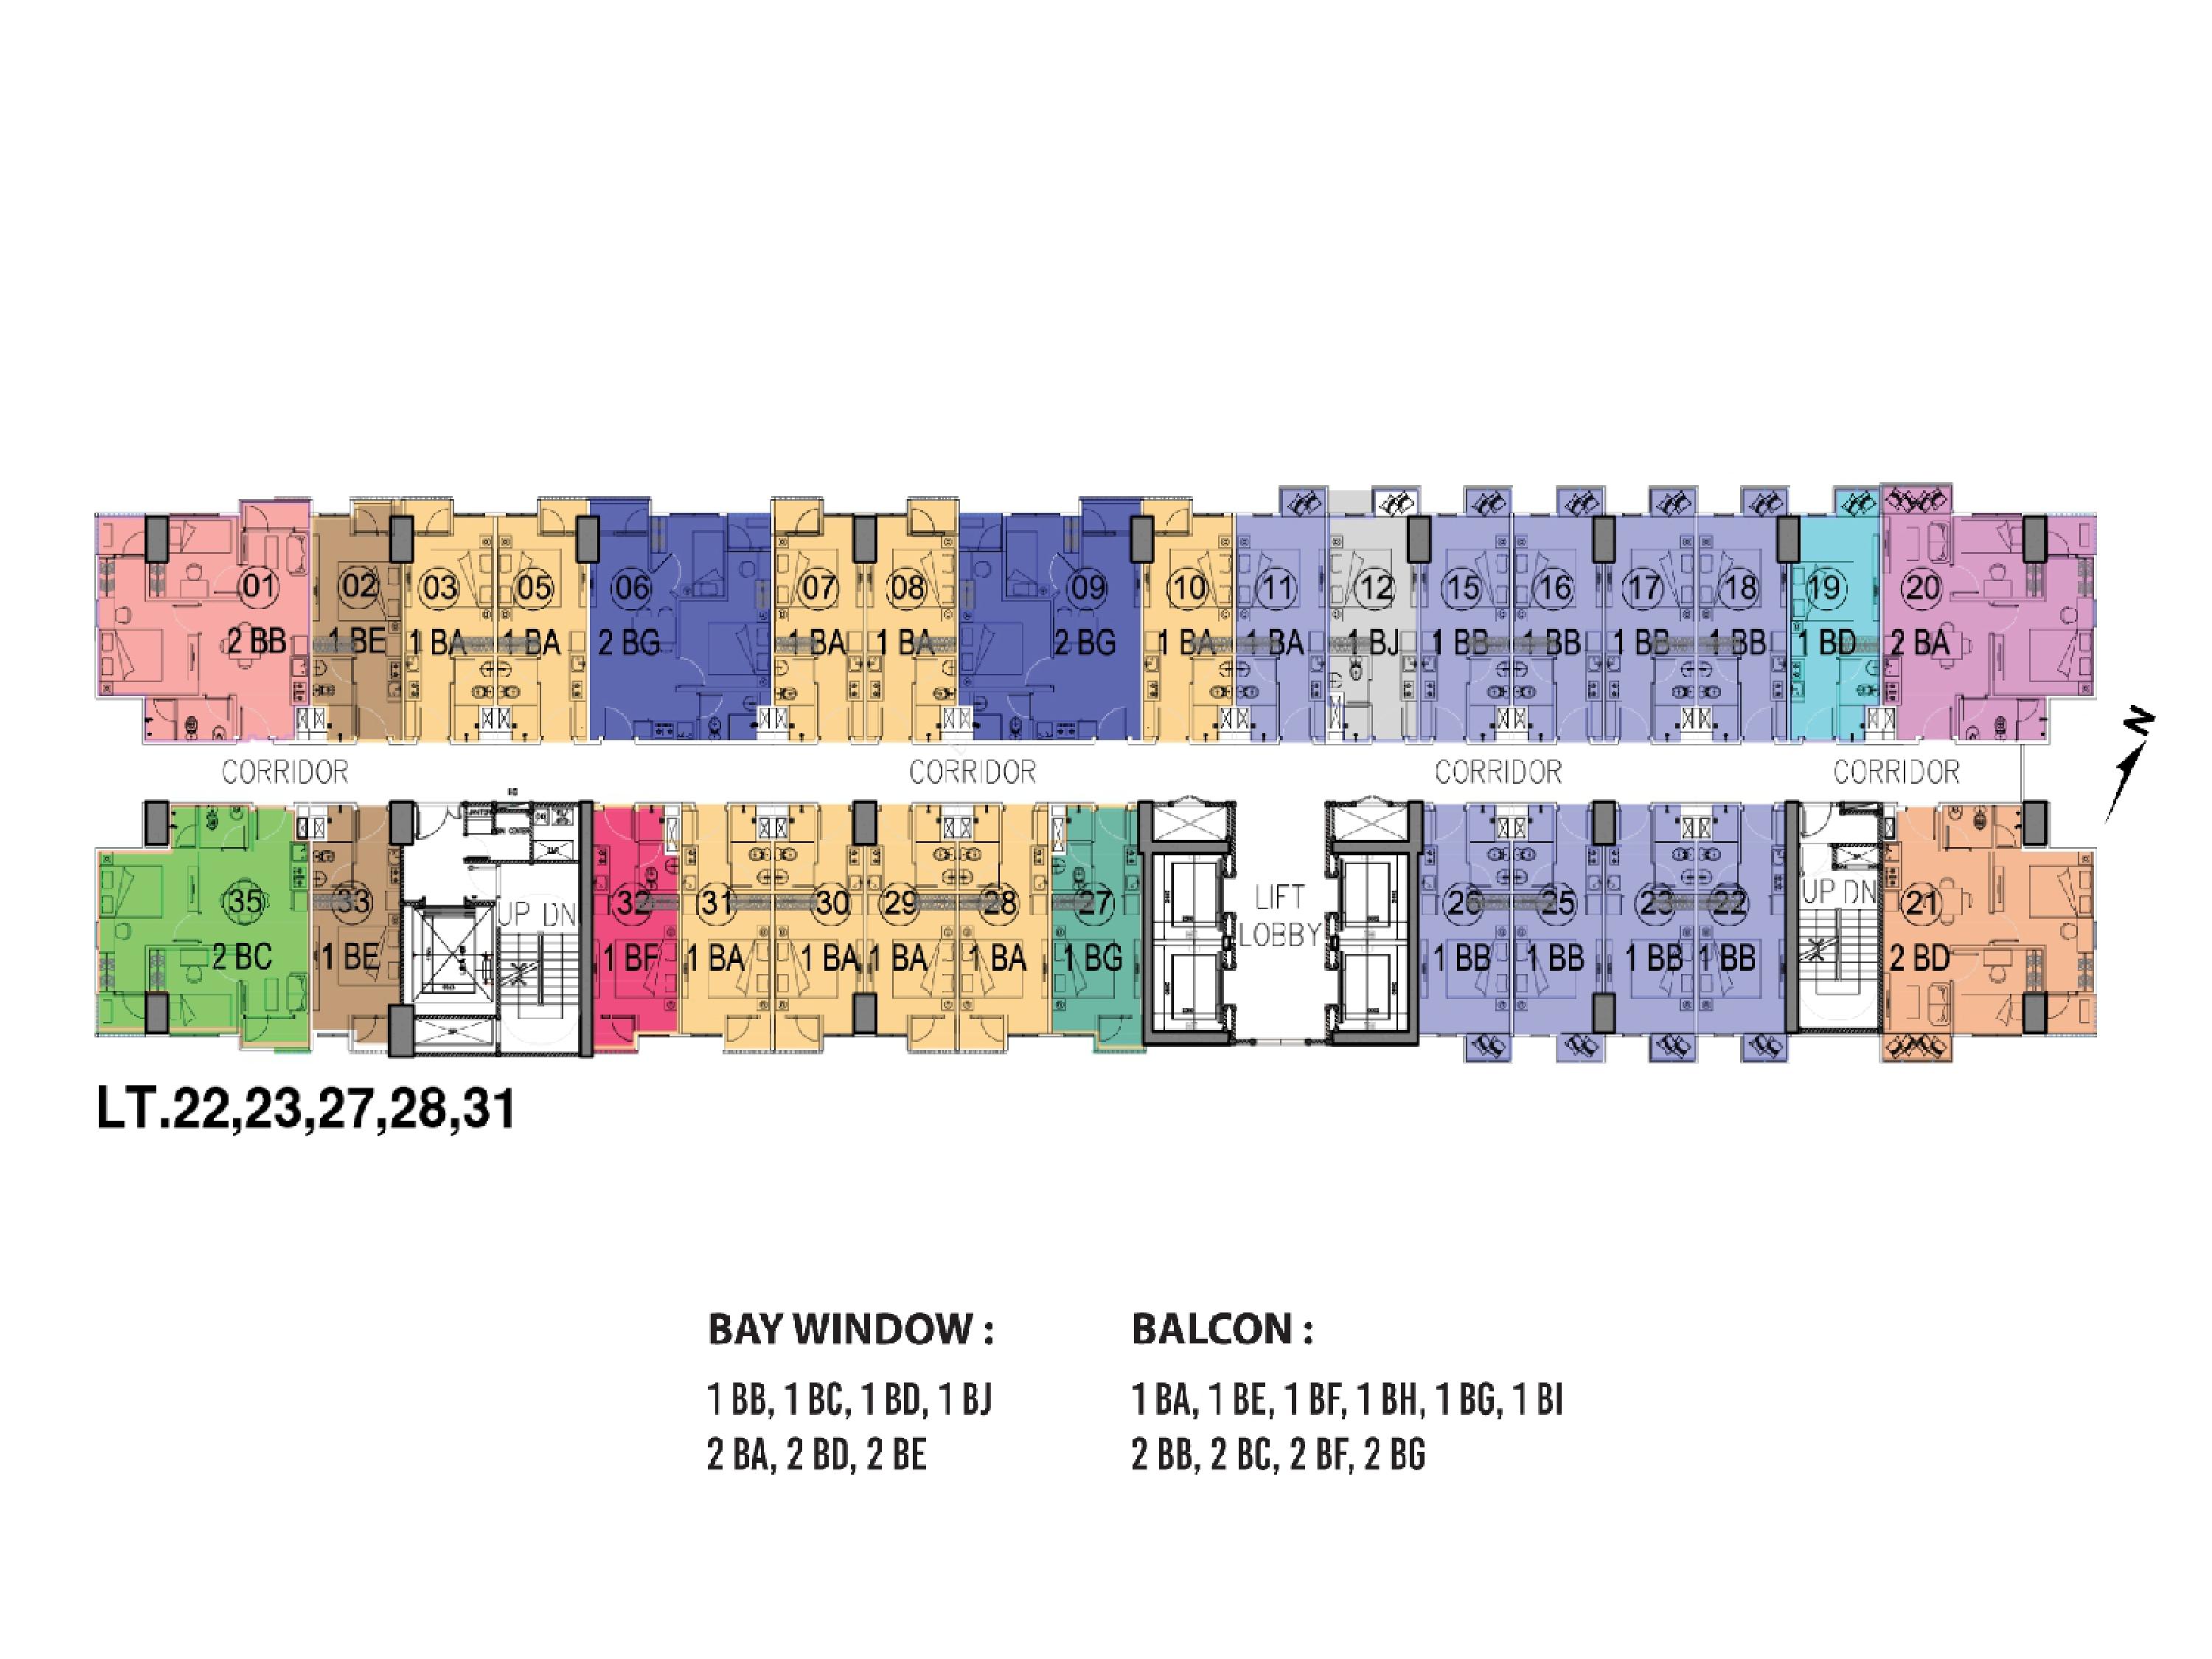 01 02 03 05 06 07 08 09 10 11 12 15 16 17 18 19 20
2 BB 1 BE 1 BA 1 BA 2 BG 1 BA 1 BA 2 BG 1 BA 1 BA 1 BJ 1 BB 1 BB 1 BB 1 BB 1 BD 2 BA
N
CORRIDOR CORRIDOR CORRIDOR CORRIDOR
35 33 UP DN 32 31 30 29 28 27 LIFT 26 25 23 22 UP DN 21
LOBBY
2 BC 1 BE 1 BF 1 BA 1 BA 1 BA 1 BA 1 BG 1 BB 1 BB 1 BB 1 BB 2 BD
LT.22,23,27,28,31
BAY WINDOW :
1 BB, 1 BC, 1 BD, 1 BJ
2 BA, 2 BD, 2 BE
BALCON :
1 BA, 1 BE, 1 BF, 1 BH, 1 BG, 1 BI
2 BB, 2 BC, 2 BF, 2 BG